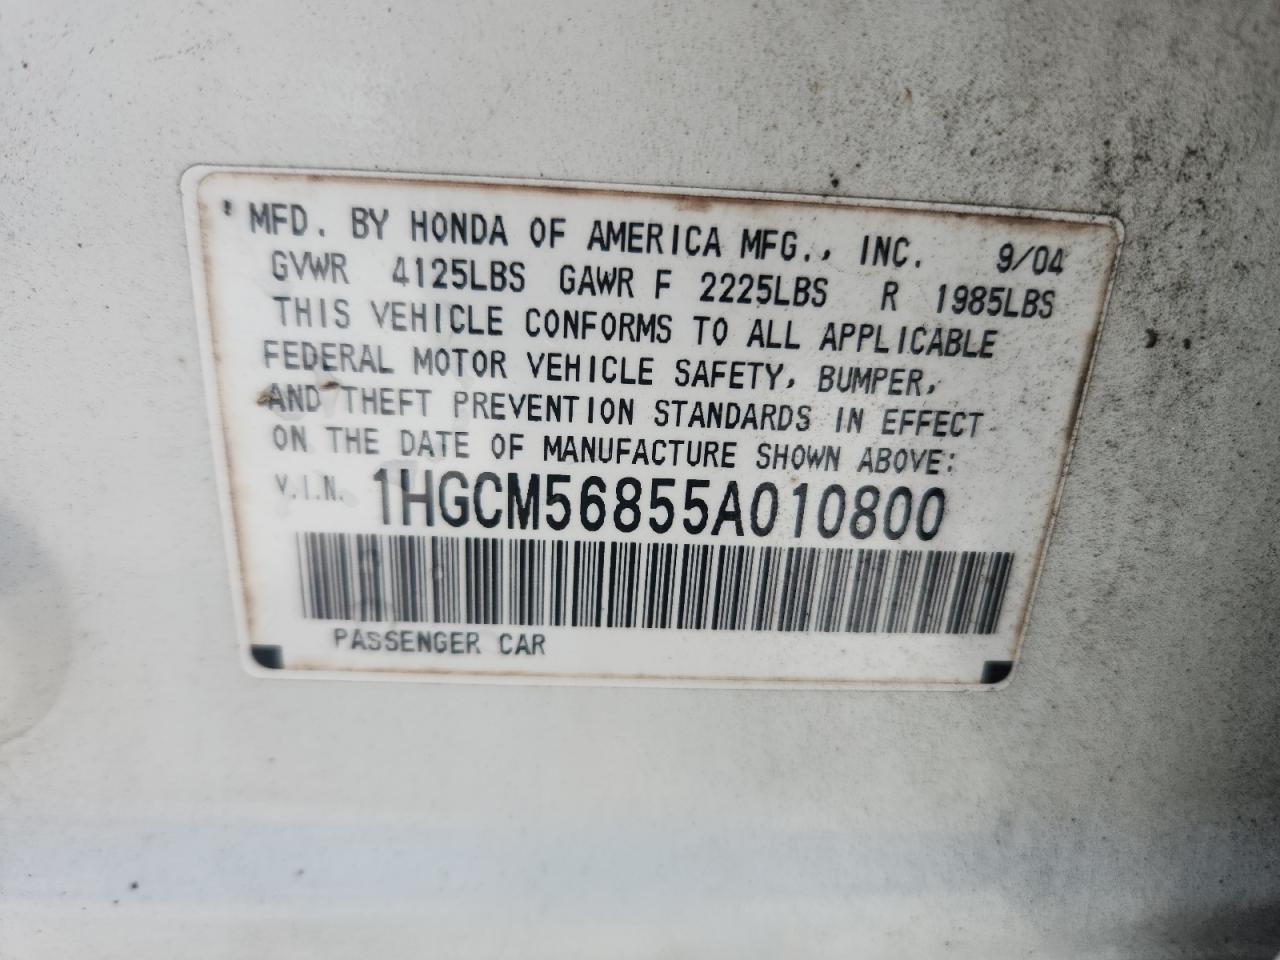 MFD. BY HONDA OF AMERICA MFG., INC. 9/04
GVWR 4125LBS GAWR F 2225LBS R 1985LBS
THIS VEHICLE CONFORMS TO ALL APPLICABLE
FEDERAL MOTOR VEHICLE SAFETY, BUMPER,
AND THEFT PREVENTION STANDARDS IN EFFECT
ON THE DATE OF MANUFACTURE SHOWN ABOVE:
V.I.N. 1HGCM56855A010800
PASSENGER CAR